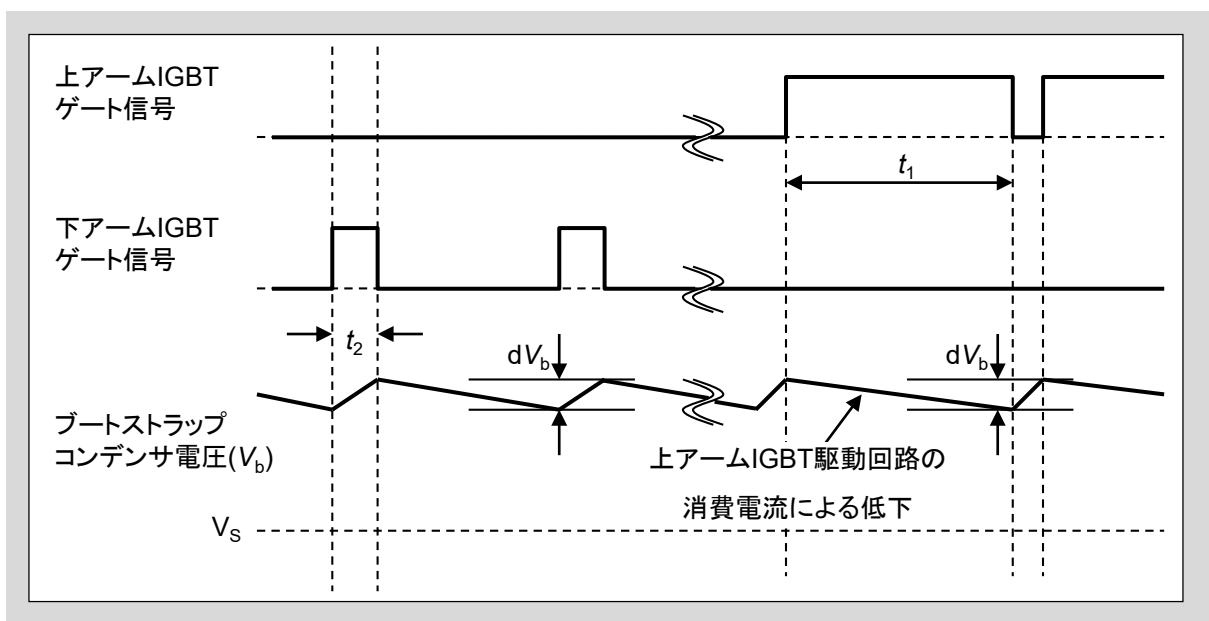 上アームIGBT
ゲート信号
t1
下アームIGBT
ゲート信号
t2
dVb
dVb
ブートストラップ
コンデンサ電圧(Vb)
上アームIGBT駆動回路の
消費電流による低下
VS